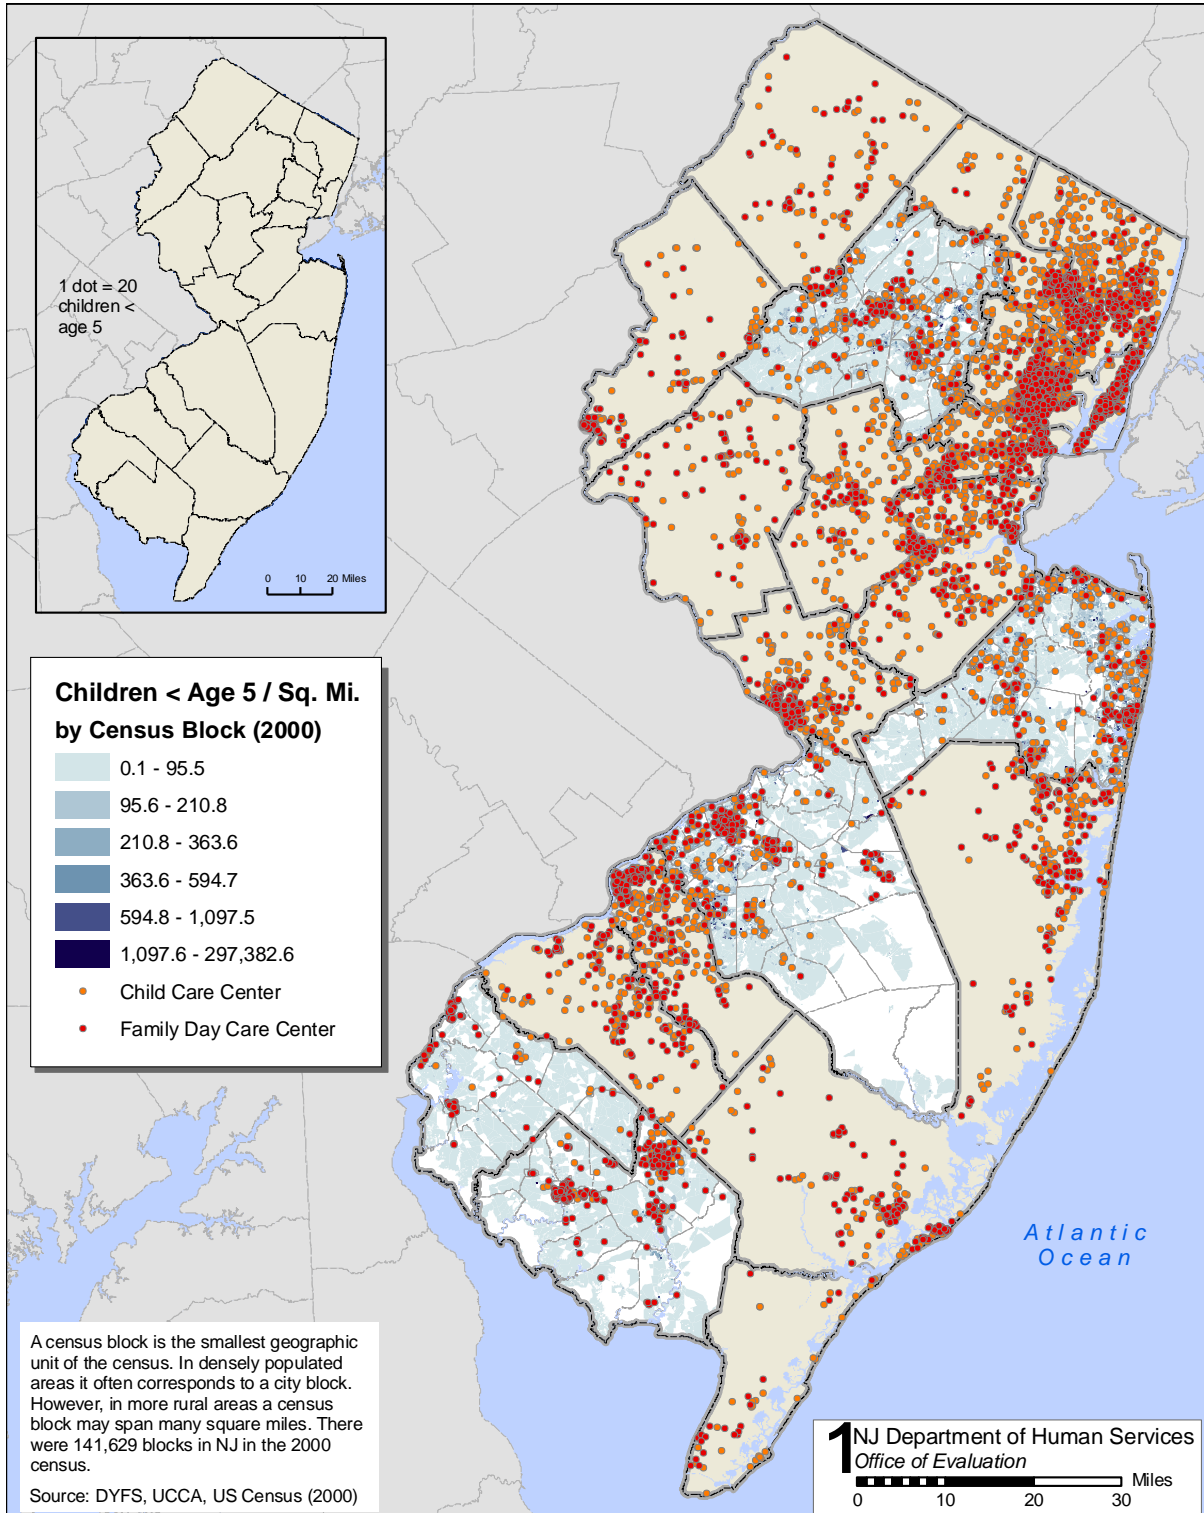 1 dot = 20
children <
age 5
0 10 20 Miles
Children < Age 5 / Sq. Mi.
by Census Block (2000)
0.1 - 95.5
95.6 - 210.8
210.8 - 363.6
363.6 - 594.7
594.8 - 1,097.5
1,097.6 - 297,382.6
Child Care Center
Family Day Care Center
Atlantic
Ocean
A census block is the smallest geographic
unit of the census. In densely populated
areas it often corresponds to a city block.
However, in more rural areas a census
block may span many square miles. There
were 141,629 blocks in NJ in the 2000
census.
Source: DYFS, UCCA, US Census (2000)
1 NJ Department of Human Services
Office of Evaluation
Miles
0 10 20 30